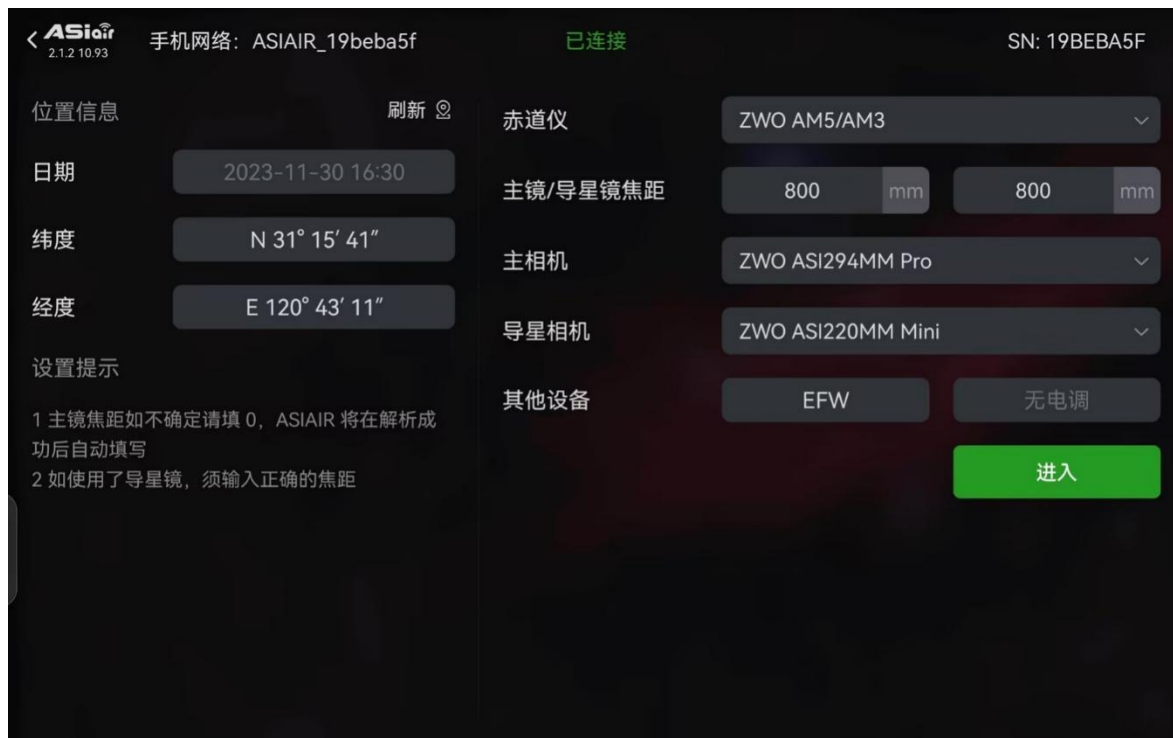 ASiair 手机网络：ASIAIR_19beba5f 已连接 SN: 19BEBA5F
2.1.2 10.93
位置信息 刷新
日期 2023-11-30 16:30
纬度 N 31° 15′ 41″
经度 E 120° 43′ 11″
设置提示
1 主镜焦距如不确定请填 0，ASIAIR 将在解析成
功后自动填写
2 如使用了导星镜，须输入正确的焦距
赤道仪 ZWO AM5/AM3
主镜/导星镜焦距 800 mm 800 mm
主相机 ZWO ASI294MM Pro
导星相机 ZWO ASI220MM Mini
其他设备 EFW 无电调
进入